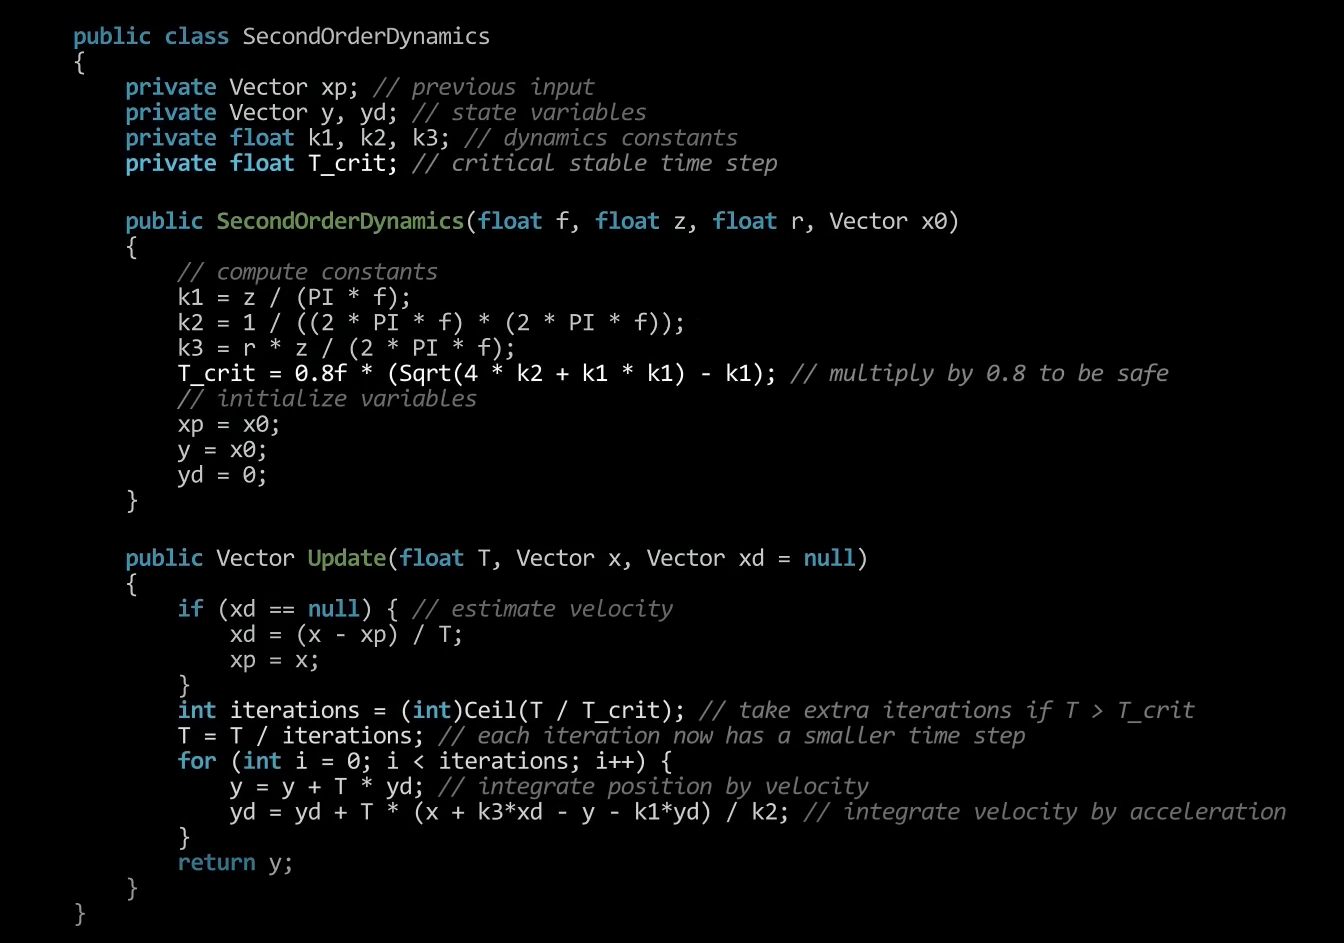 public class SecondOrderDynamics
{
    private Vector xp; // previous input
    private Vector y, yd; // state variables
    private float k1, k2, k3; // dynamics constants
    private float T_crit; // critical stable time step

    public SecondOrderDynamics(float f, float z, float r, Vector x0)
    {
        // compute constants
        k1 = z / (PI * f);
        k2 = 1 / ((2 * PI * f) * (2 * PI * f));
        k3 = r * z / (2 * PI * f);
        T_crit = 0.8f * (Sqrt(4 * k2 + k1 * k1) - k1); // multiply by 0.8 to be safe
        // initialize variables
        xp = x0;
        y = x0;
        yd = 0;
    }

    public Vector Update(float T, Vector x, Vector xd = null)
    {
        if (xd == null) { // estimate velocity
            xd = (x - xp) / T;
            xp = x;
        }
        int iterations = (int)Ceil(T / T_crit); // take extra iterations if T > T_crit
        T = T / iterations; // each iteration now has a smaller time step
        for (int i = 0; i < iterations; i++) {
            y = y + T * yd; // integrate position by velocity
            yd = yd + T * (x + k3*xd - y - k1*yd) / k2; // integrate velocity by acceleration
        }
        return y;
    }
}